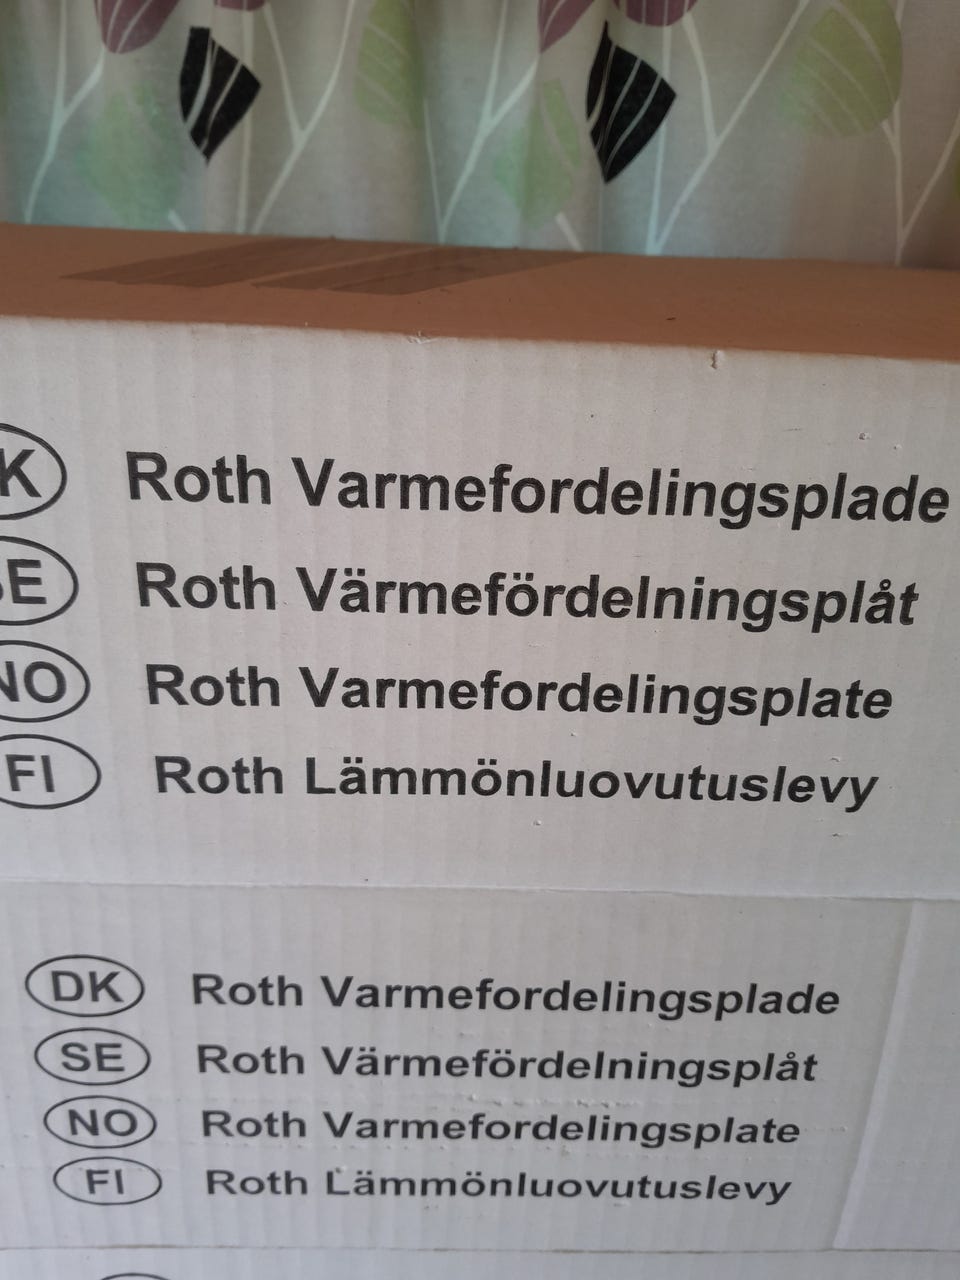 K Roth Varmefordelingsplade
SE Roth Värmefördelningsplåt
NO Roth Varmefordelingsplate
FI Roth Lämmönluovutuslevy
DK Roth Varmefordelingsplade
SE Roth Värmefördelningsplåt
NO Roth Varmefordelingsplate
FI Roth Lämmönluovutuslevy